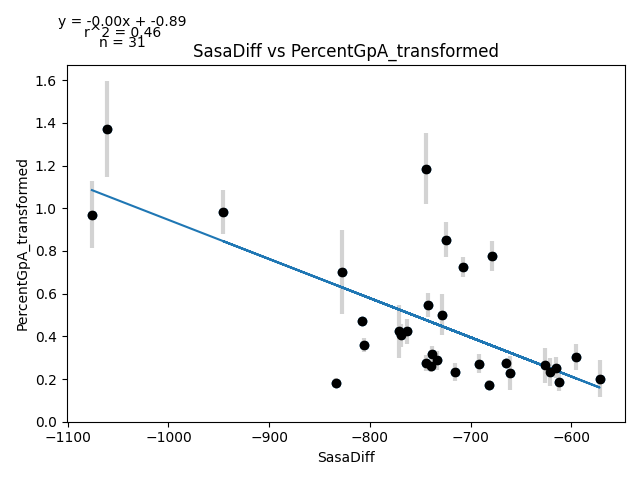 y = -0.00x + -0.89
r^2 = 0.46
n = 31
SasaDiff vs PercentGpA_transformed
PercentGpA_transformed
1.6
1.4
1.2
1.0
0.8
0.6
0.4
0.2
0.0
−1100 −1000 −900 −800 −700 −600
SasaDiff